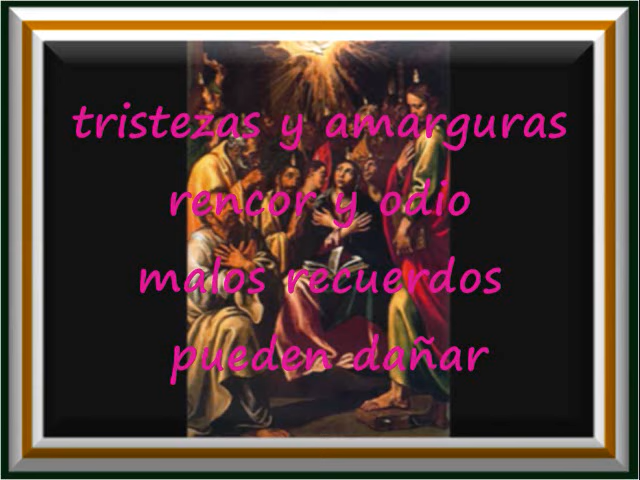 tristezas y amarguras
rencor y odio
malos recuerdos
pueden dañar